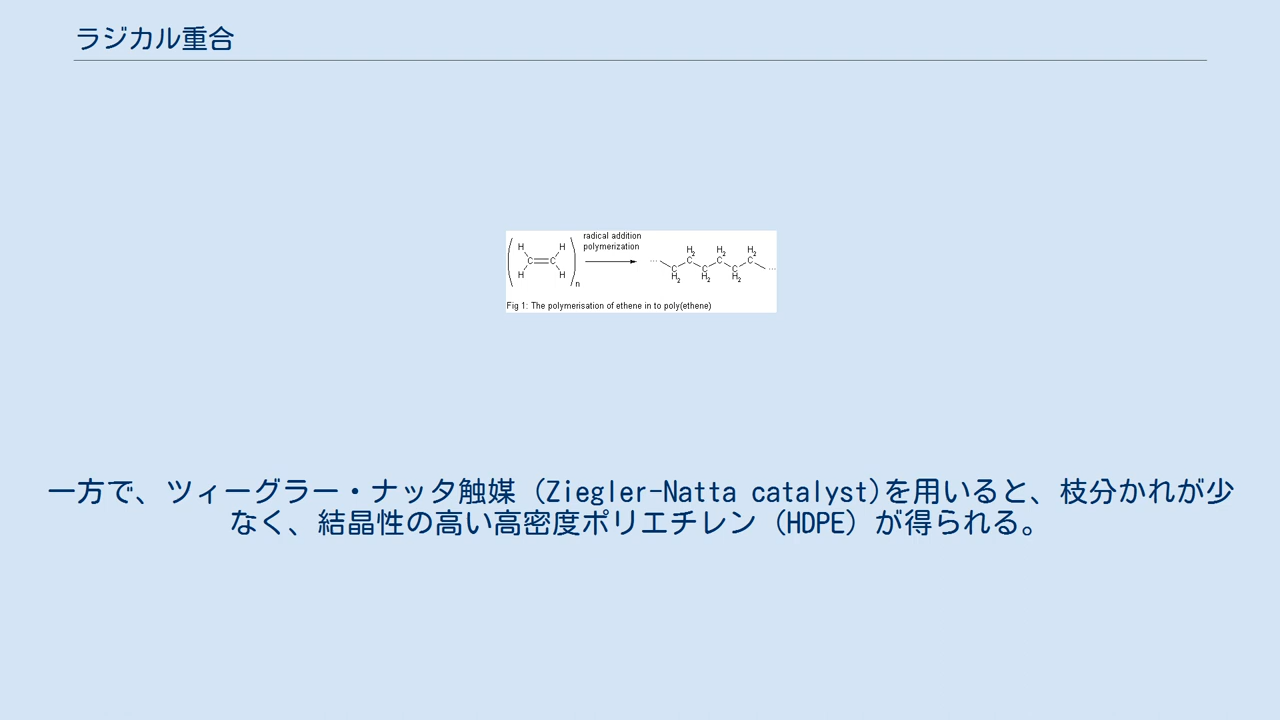 ラジカル重合
radical addition
polymerization
H H
C=C
H H
n
H2 H2 H2
... C C C C C C ...
H2 H2 H2
Fig 1: The polymerisation of ethene in to poly(ethene)
一方で、ツィーグラー・ナッタ触媒（Ziegler-Natta catalyst)を用いると、枝分かれが少
なく、結晶性の高い高密度ポリエチレン（HDPE）が得られる。